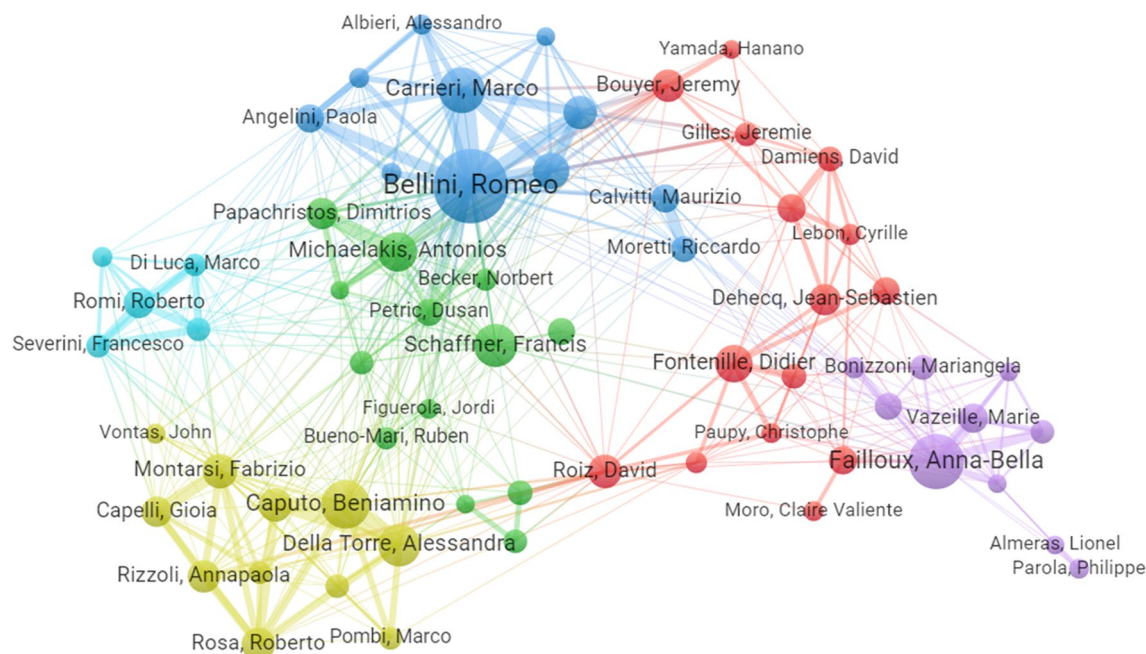 Albieri, Alessandro
Yamada, Hanano
Carrieri, Marco
Bouyer, Jeremy
Angelini, Paola
Gilles, Jeremie
Damiens, David
Bellini, Romeo
Calvitti, Maurizio
Papachristos, Dimitrios
Lebon, Cyrille
Michaelakis, Antonios
Moretti, Riccardo
Di Luca, Marco
Becker, Norbert
Romi, Roberto
Dehecq, Jean-Sebastien
Petric, Dusan
Severini, Francesco
Schaffner, Francis
Fontenille, Didier
Bonizzoni, Mariangela
Figuerola, Jordi
Vazeille, Marie
Vontas, John
Bueno-Mari, Ruben
Paupy, Christophe
Failloux, Anna-Bella
Montarsi, Fabrizio
Roiz, David
Caputo, Beniamino
Capelli, Gioia
Moro, Claire Valiente
Della Torre, Alessandra
Almeras, Lionel
Parola, Philippe
Rizzoli, Annapaola
Rosa, Roberto
Pombi, Marco